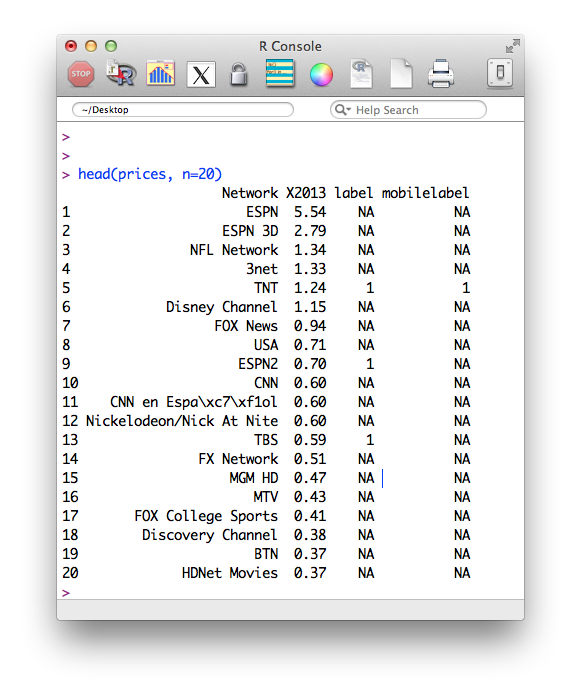 R Console
STOP
R
X
~/Desktop
Help Search
>
>
> head(prices, n=20)
Network X2013 label mobilelabel
1 ESPN 5.54 NA NA
2 ESPN 3D 2.79 NA NA
3 NFL Network 1.34 NA NA
4 3net 1.33 NA NA
5 TNT 1.24 1 1
6 Disney Channel 1.15 NA NA
7 FOX News 0.94 NA NA
8 USA 0.71 NA NA
9 ESPN2 0.70 1 NA
10 CNN 0.60 NA NA
11 CNN en Espa\xc7\xf1ol 0.60 NA NA
12 Nickelodeon/Nick At Nite 0.60 NA NA
13 TBS 0.59 1 NA
14 FX Network 0.51 NA NA
15 MGM HD 0.47 NA NA
16 MTV 0.43 NA NA
17 FOX College Sports 0.41 NA NA
18 Discovery Channel 0.38 NA NA
19 BTN 0.37 NA NA
20 HDNet Movies 0.37 NA NA
>